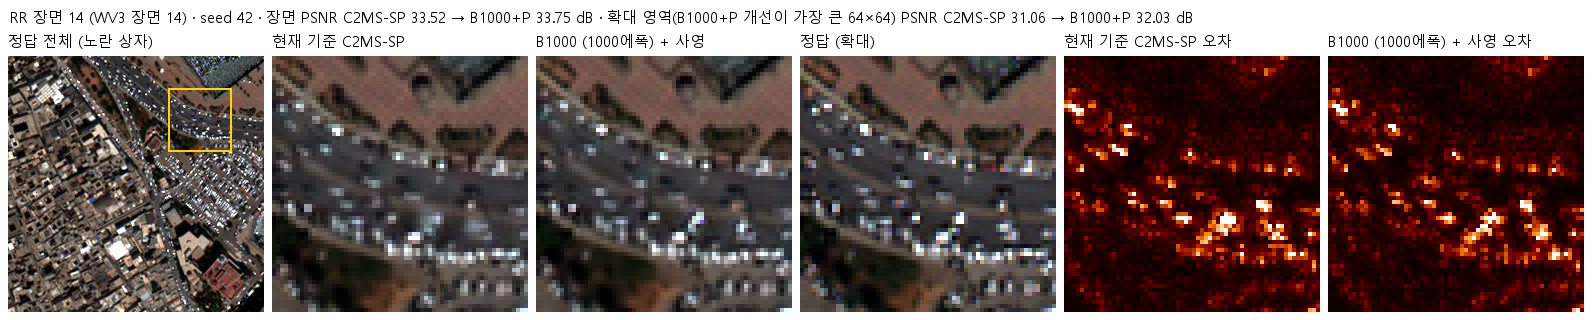 RR 장면 14 (WV3 장면 14) · seed 42 · 장면 PSNR C2MS-SP 33.52 → B1000+P 33.75 dB · 확대 영역(B1000+P 개선이 가장 큰 64×64) PSNR C2MS-SP 31.06 → B1000+P 32.03 dB
정답 전체 (노란 상자)
현재 기준 C2MS-SP
B1000 (1000에폭) + 사영
정답 (확대)
현재 기준 C2MS-SP 오차
B1000 (1000에폭) + 사영 오차